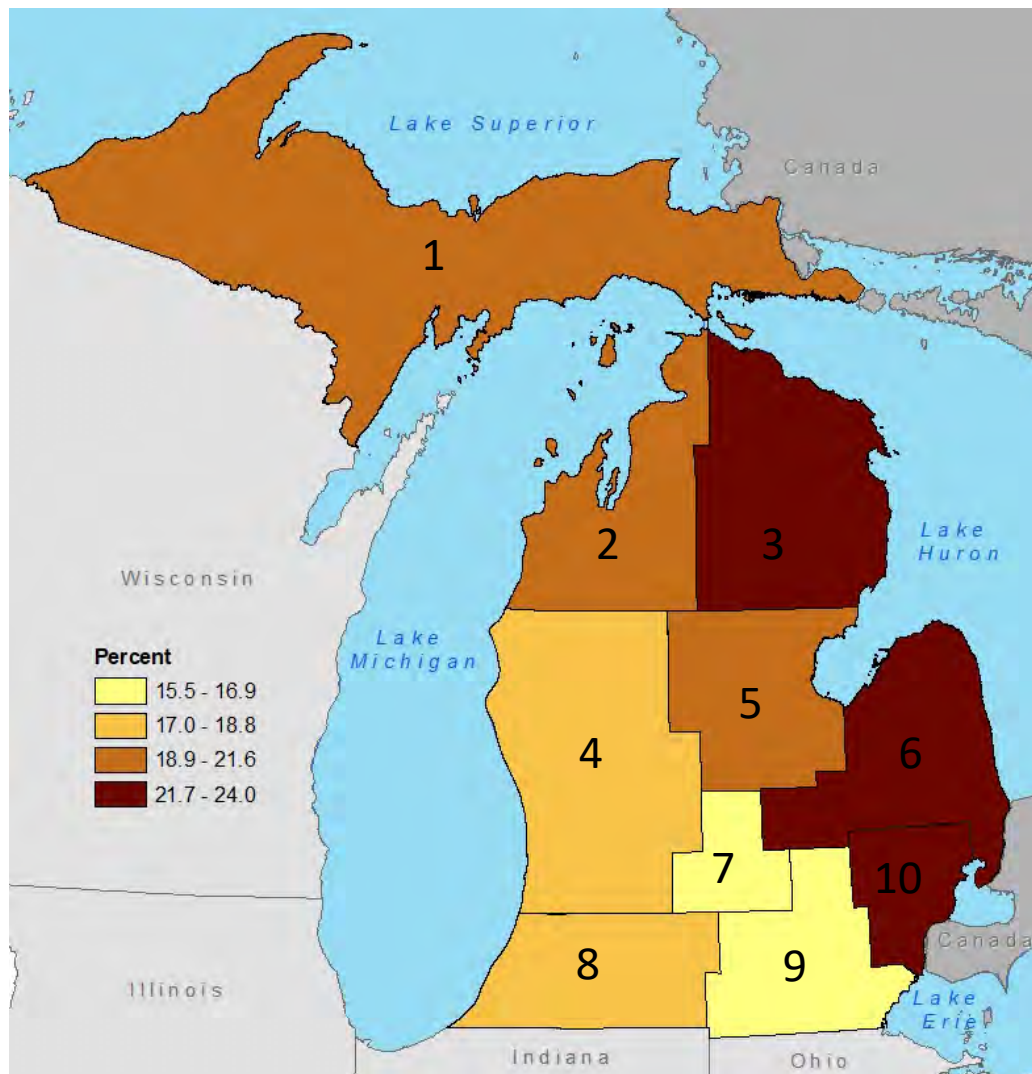 Lake Superior
Canada
1
2
3
Lake
Huron
Wisconsin
Lake
Michigan
Percent
15.5 - 16.9
17.0 - 18.8
18.9 - 21.6
21.7 - 24.0
4
5
6
7
10
8
9
Canada
Illinois
Lake
Erie
Indiana
Ohio